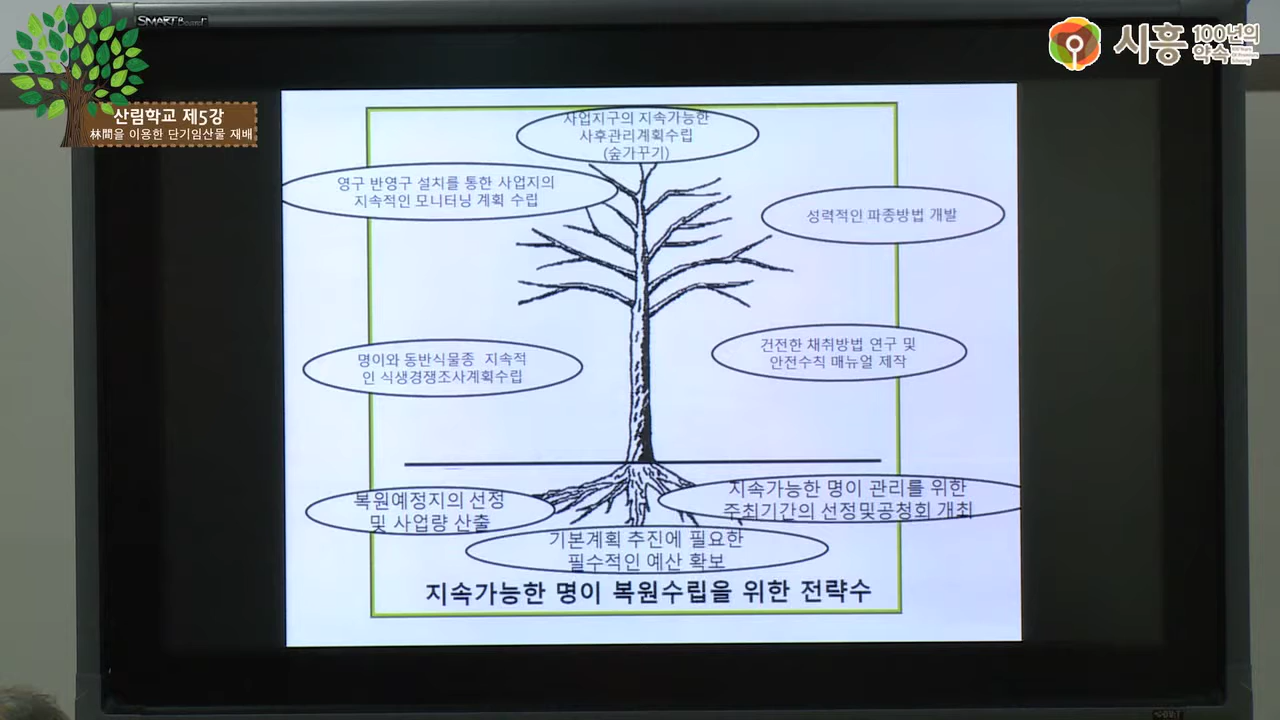 SMART Board
산림학교 제5강
林間을 이용한 단기임산물 재배
시흥
100년의
약속
사업지구의 지속가능한
사후관리계획수립
(숲가꾸기)
영구 반영구 설치를 통한 사업지의
지속적인 모니터닝 계획 수립
성력적인 파종방법 개발
명이와 동반식물종 지속적
인 식생경쟁조사계획수립
건전한 채취방법 연구 및
안전수칙 매뉴얼 제작
복원예정지의 선정
및 사업량 산출
지속가능한 명이 관리를 위한
주최기간의 선정및공청회 개최
기본계획 추진에 필요한
필수적인 예산 확보
지속가능한 명이 복원수립을 위한 전략수